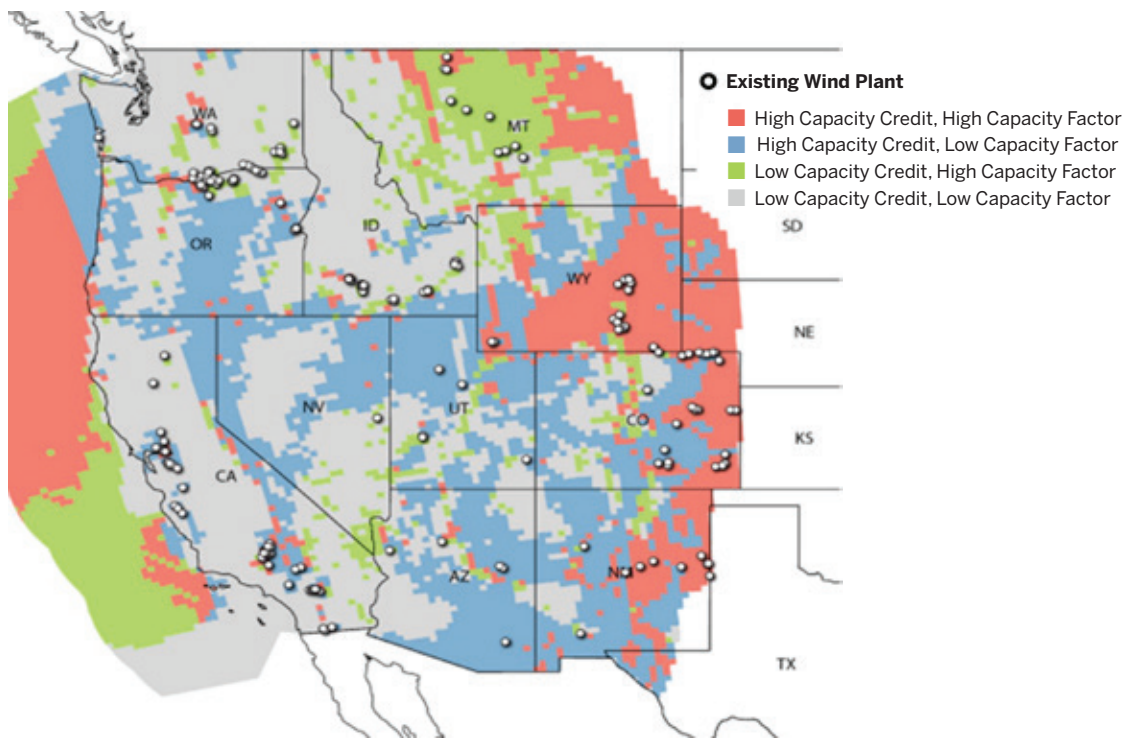 Existing Wind Plant
High Capacity Credit, High Capacity Factor
High Capacity Credit, Low Capacity Factor
Low Capacity Credit, High Capacity Factor
Low Capacity Credit, Low Capacity Factor
WA
MT
OR
ID
SD
WY
NE
NV
UT
CO
KS
CA
AZ
NM
TX